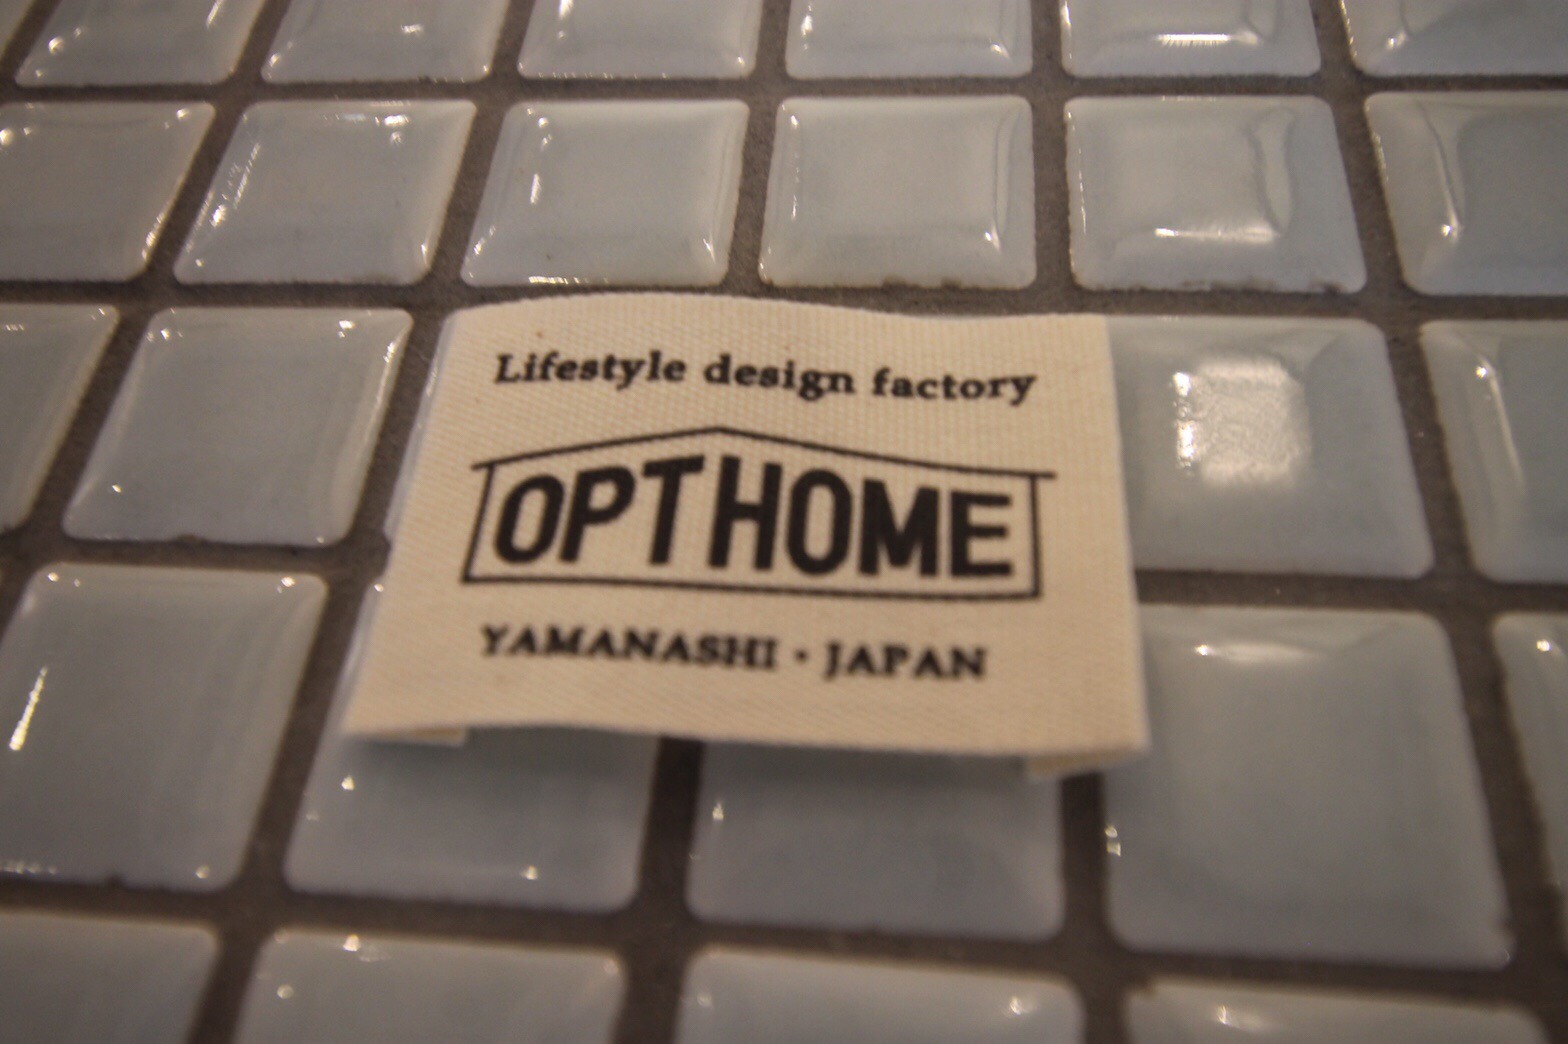 Lifestyle design factory
OPTHOME
YAMANASHI・JAPAN